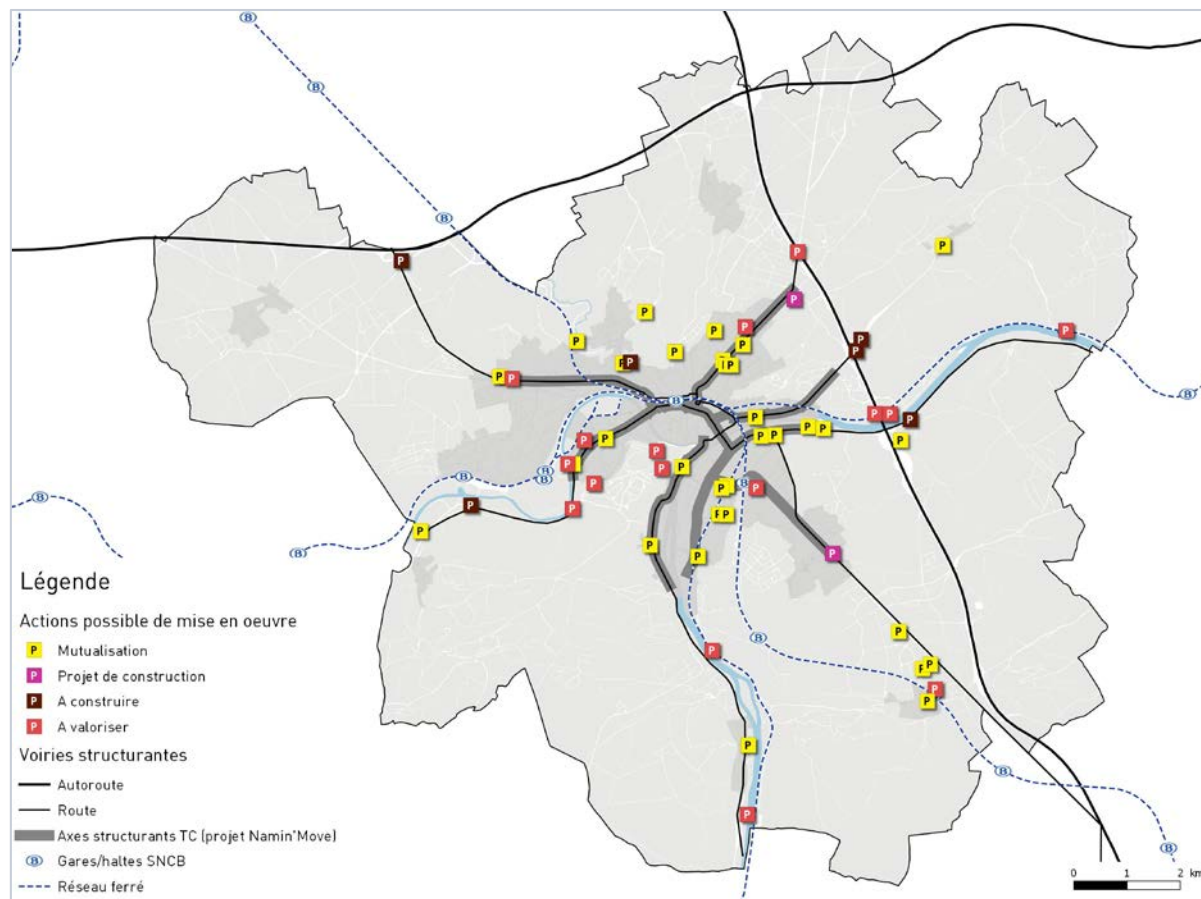 Légende
Actions possible de mise en oeuvre
P Mutualisation
P Projet de construction
P A construire
P A valoriser
Voiries structurantes
Autoroute
Route
Axes structurants TC (projet Namin'Move)
B Gares/haltes SNCB
Réseau ferré
0 1 2 km